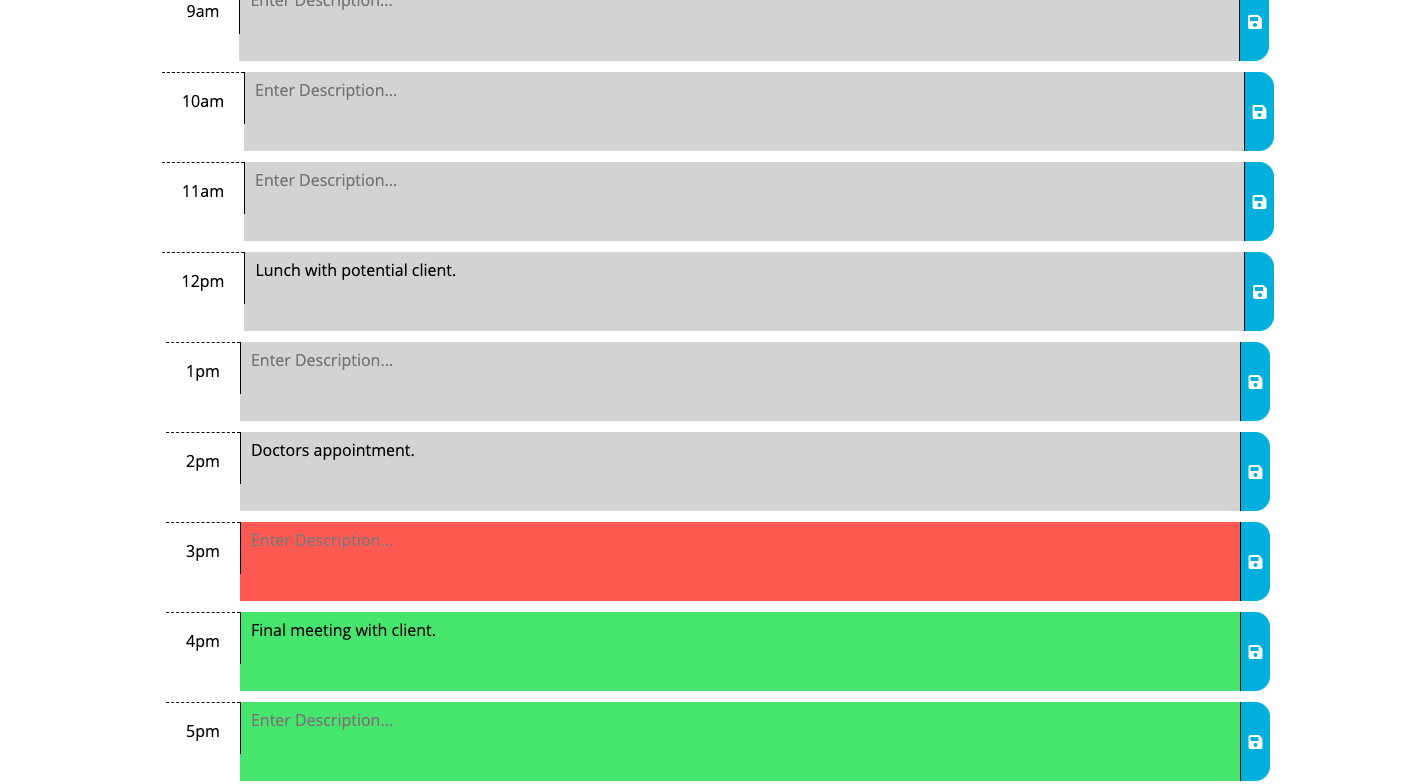 9am Enter Description...
10am Enter Description...
11am Enter Description...
12pm Lunch with potential client.
1pm Enter Description...
2pm Doctors appointment.
3pm Enter Description...
4pm Final meeting with client.
5pm Enter Description...